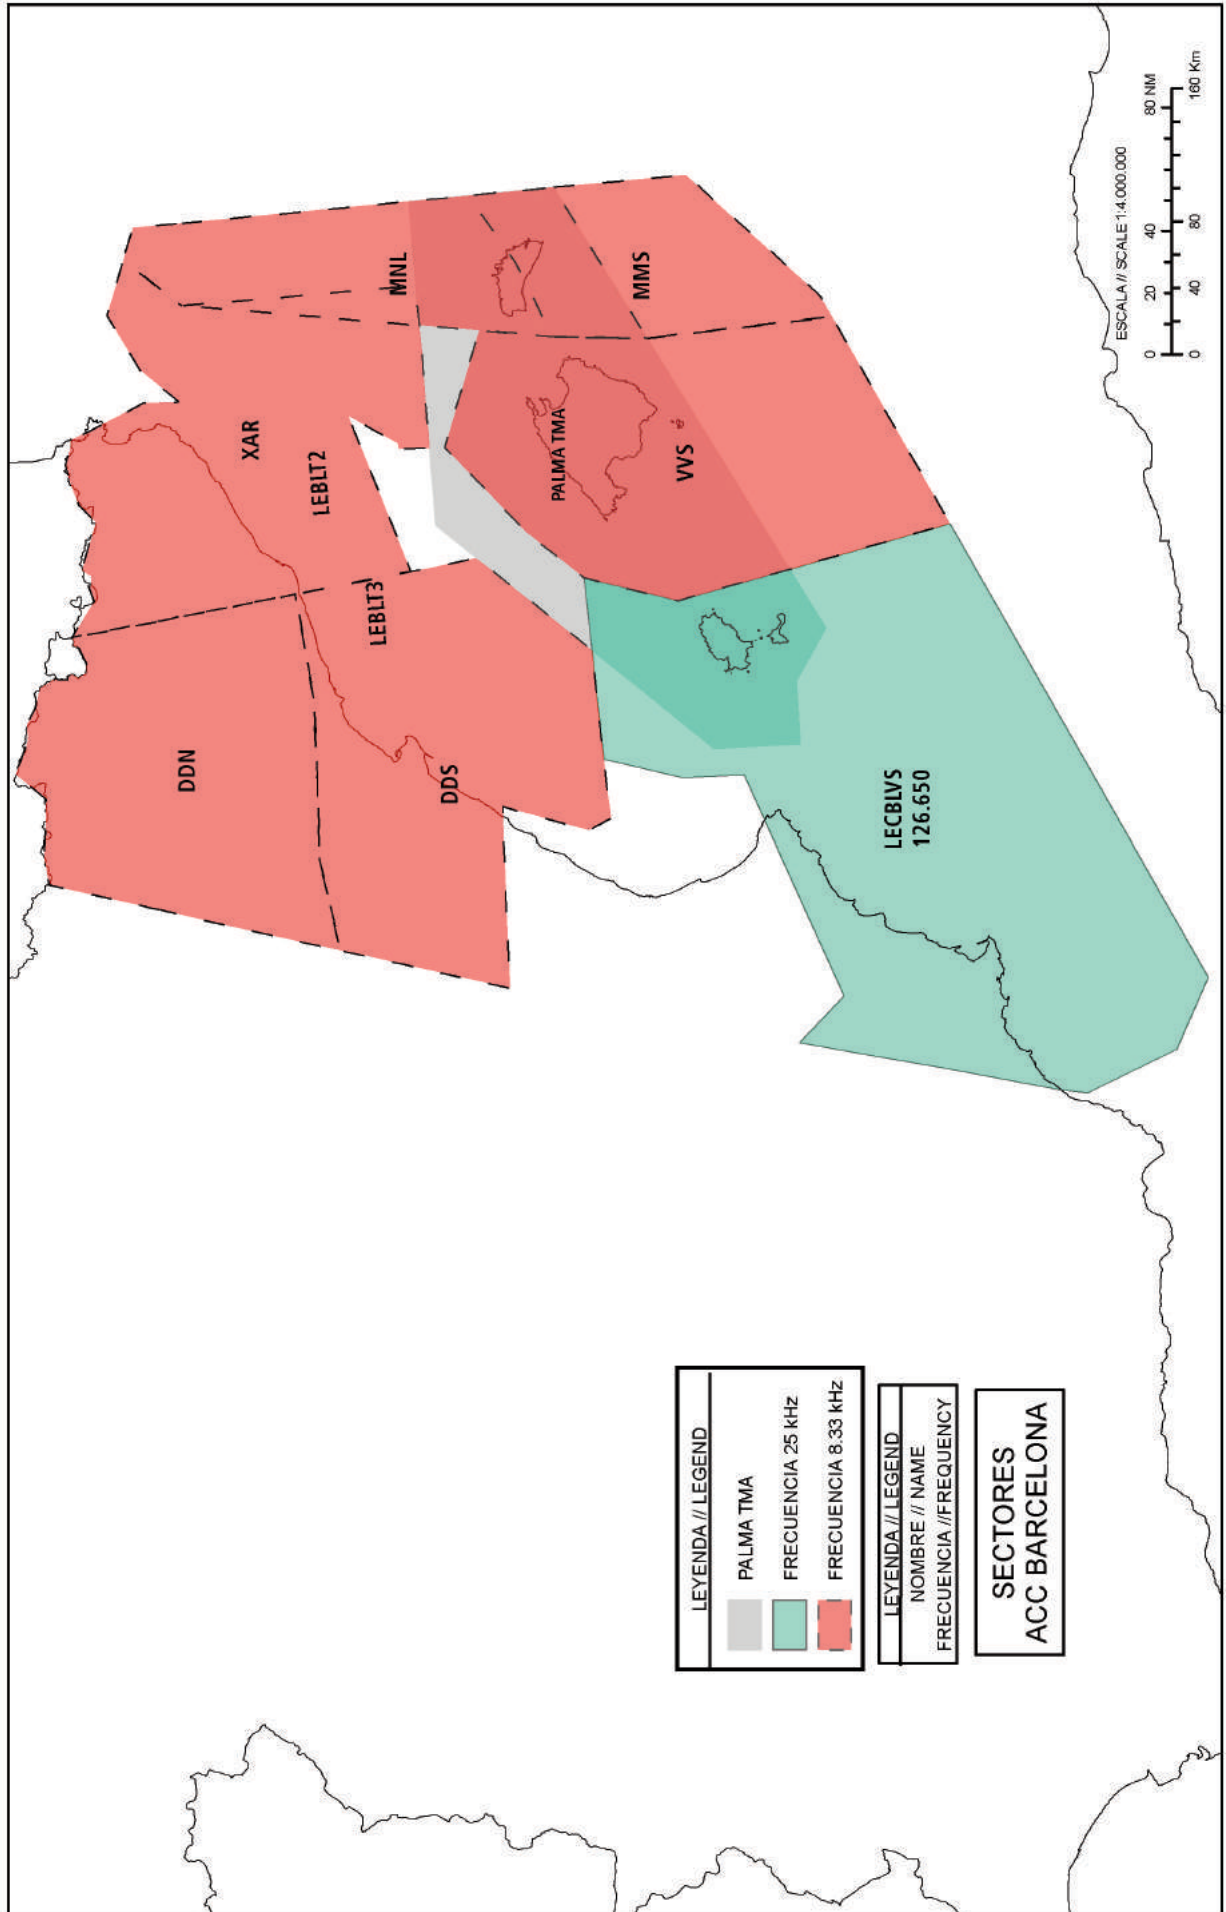 DDN
XAR
LEBLT2
LEBLT3
DDS
MNL
MMS
PALMA TMA
VVS
LECBLVS
126.650
LEYENDA // LEGEND
PALMA TMA
FRECUENCIA 25 kHz
FRECUENCIA 8.33 kHz
LEYENDA // LEGEND
NOMBRE // NAME
FRECUENCIA //FREQUENCY
SECTORES
ACC BARCELONA
ESCALA // SCALE 1:4.000.000
0 20 40 80 NM
0 40 80 160 Km